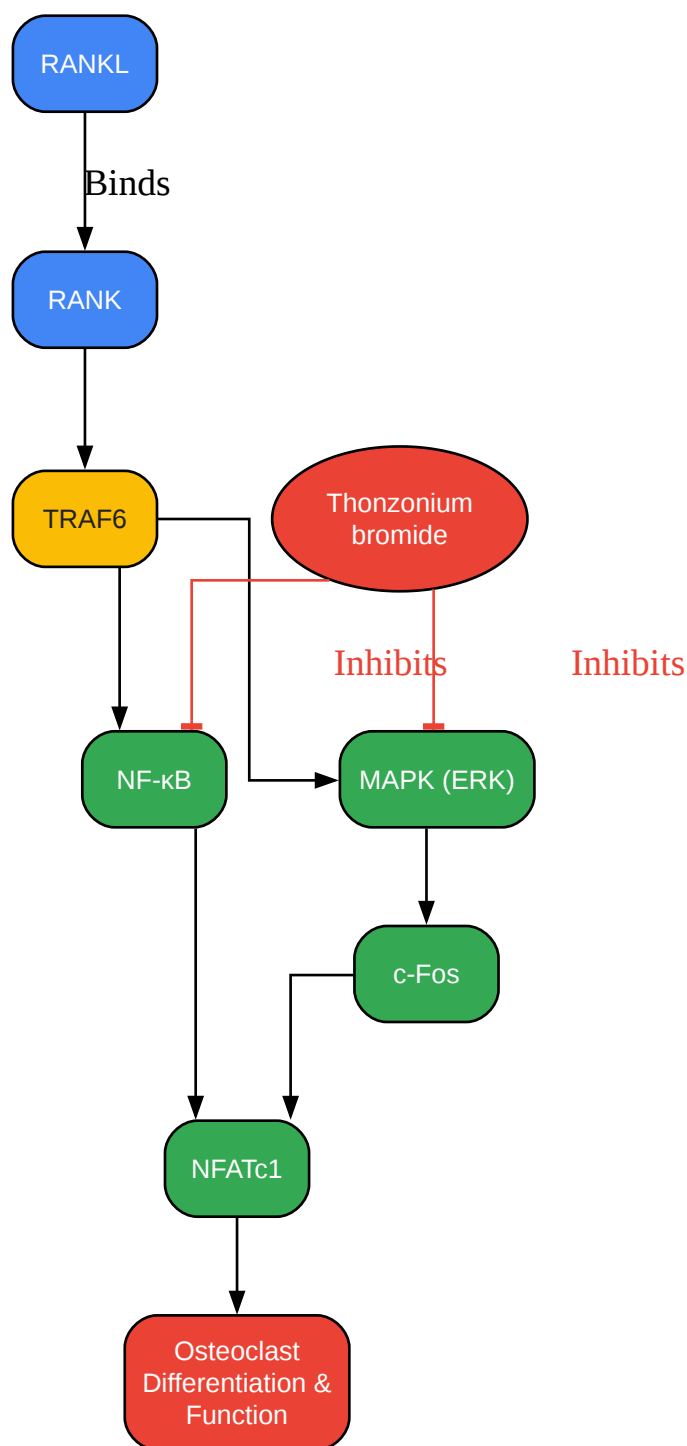 RANKL
Binds
RANK
TRAF6
Thonzonium
bromide
Inhibits
Inhibits
NF-κB
MAPK (ERK)
c-Fos
NFATc1
Osteoclast
Differentiation &
Function